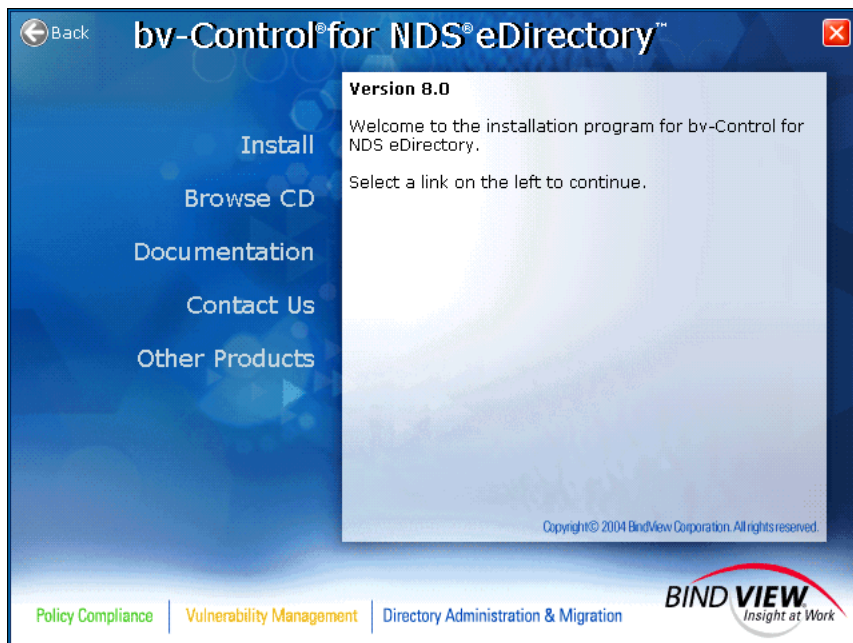 Back
bv-Control® for NDS® eDirectory™
Version 8.0
Welcome to the installation program for bv-Control for
NDS eDirectory.
Select a link on the left to continue.
Install
Browse CD
Documentation
Contact Us
Other Products
Copyright© 2004 BindView Corporation. All rights reserved.
Policy Compliance
Vulnerability Management
Directory Administration & Migration
BIND VIEW.
Insight at Work